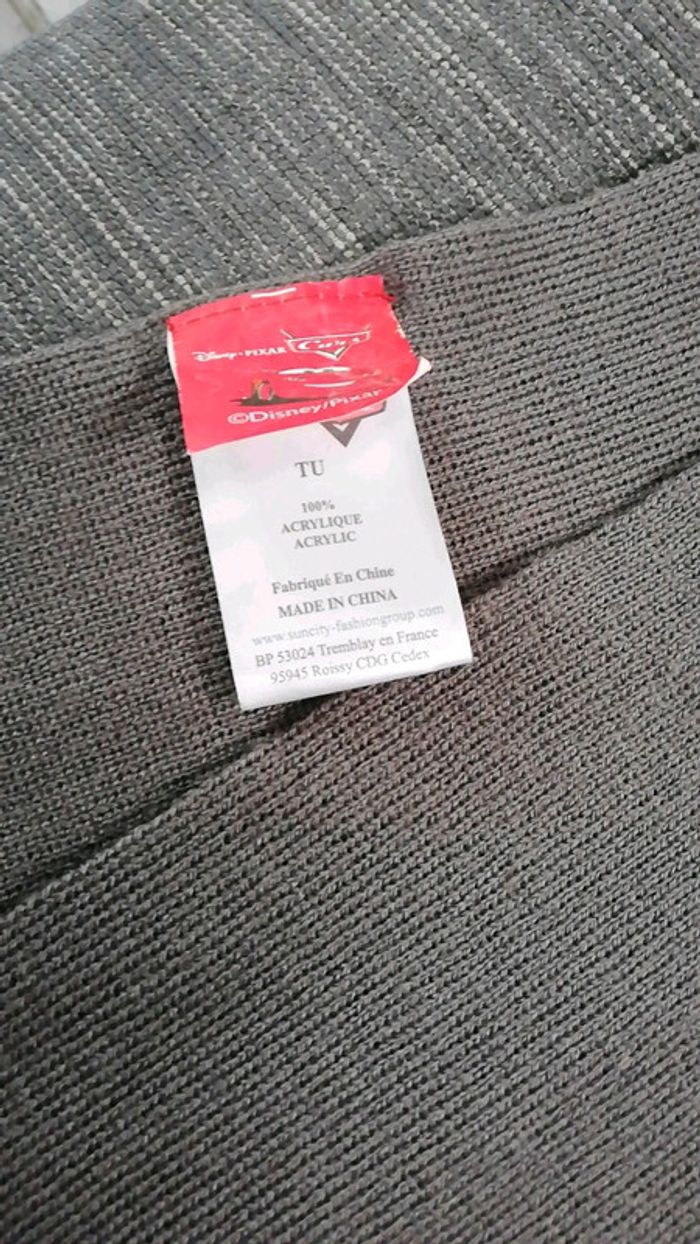 Disney • PIXAR Cars
©Disney/Pixar
TU
100%
ACRYLIQUE
ACRYLIC
Fabriqué En Chine
MADE IN CHINA
www.suncity-fashiongroup.com
BP 53024 Tremblay en France
95945 Roissy CDG Cedex